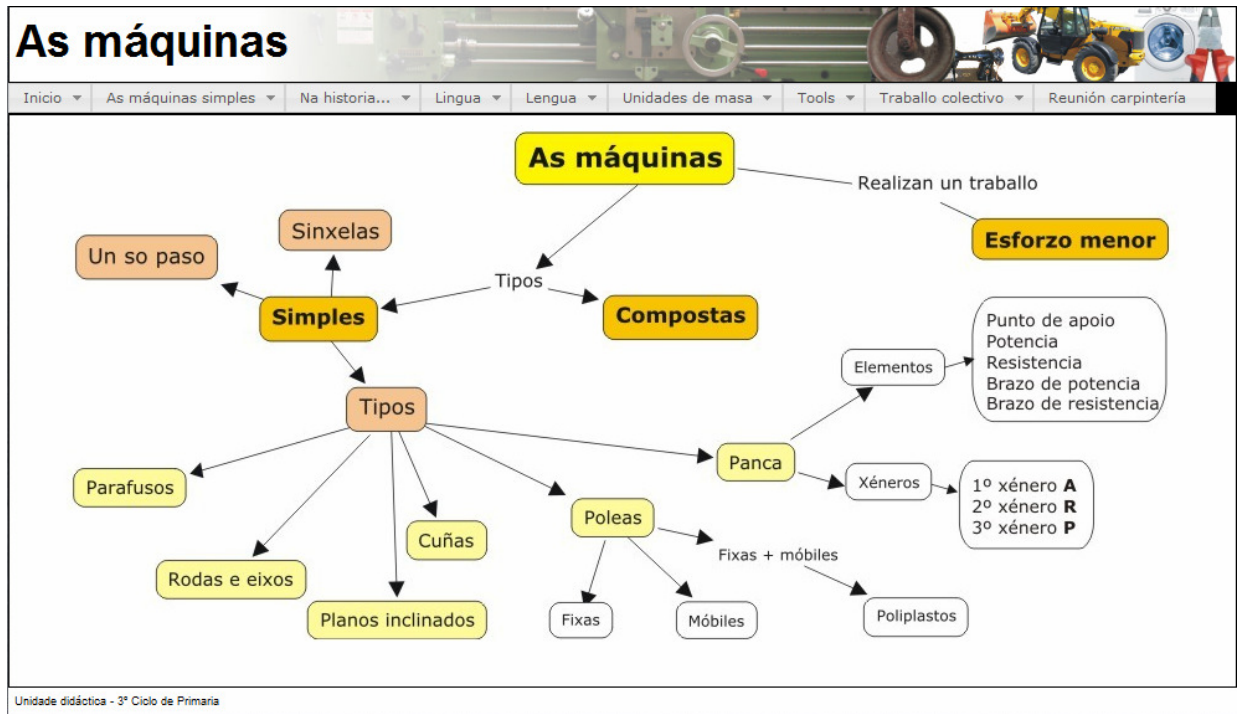 As máquinas
Inicio
As máquinas simples
Na historia...
Lingua
Lengua
Unidades de masa
Tools
Traballo colectivo
Reunión carpintería
As máquinas
Realizan un traballo
Esforzo menor
Sinxelas
Un so paso
Tipos
Simples
Compostas
Tipos
Elementos
Punto de apoio
Potencia
Resistencia
Brazo de potencia
Brazo de resistencia
Panca
Xéneros
1º xénero A
2º xénero R
3º xénero P
Parafusos
Rodas e eixos
Planos inclinados
Cuñas
Poleas
Fixas + móbiles
Fixas
Móbiles
Poliplastos
Unidade didáctica - 3º Ciclo de Primaria